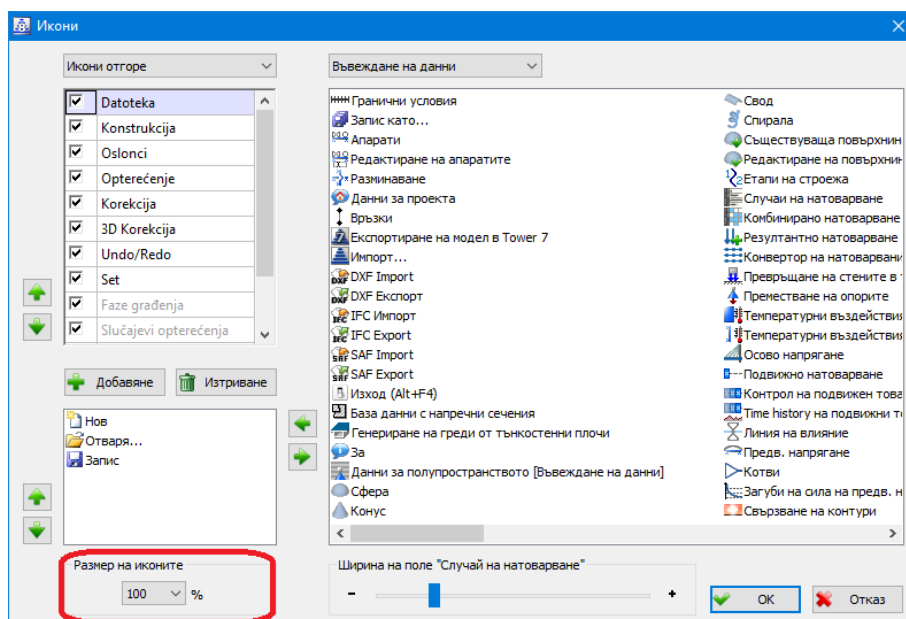 Икони
Икони отгоре
Въвеждане на данни
Datoteka
Konstrukcija
Oslonci
Opterećenje
Korekcija
3D Korekcija
Undo/Redo
Set
Faze građenja
Slučajevi opterećenja
Добавяне
Изтриване
Нов
Отваря...
Запис
Размер на иконите
100 %
Гранични условия
Запис като...
Апарати
Редактиране на апаратите
Разминаване
Данни за проекта
Връзки
Експортиране на модел в Tower 7
Импорт...
DXF Import
DXF Експорт
IFC Импорт
IFC Export
SAF Import
SAF Export
Изход (Alt+F4)
База данни с напречни сечения
Генериране на греди от тънкостенни плочи
За
Данни за полупространството [Въвеждане на данни]
Сфера
Конус
Свод
Спирала
Съществуваща повърхнин
Редактиране на повърхнин
Етапи на строежа
Случаи на натоварване
Комбинирано натоварване
Резултантно натоварване
Конвертор на натоварвани
Превръщане на стените в
Преместване на опорите
Температурни въздействия
Температурни въздействия
Осово напрягане
Подвижно натоварване
Контрол на подвижен това
Time history на подвижни т
Линия на влияние
Предв. напрягане
Котви
Загуби на сила на предв. н
Свързване на контури
Ширина на поле "Случай на натоварване"
- +
OK
Отказ